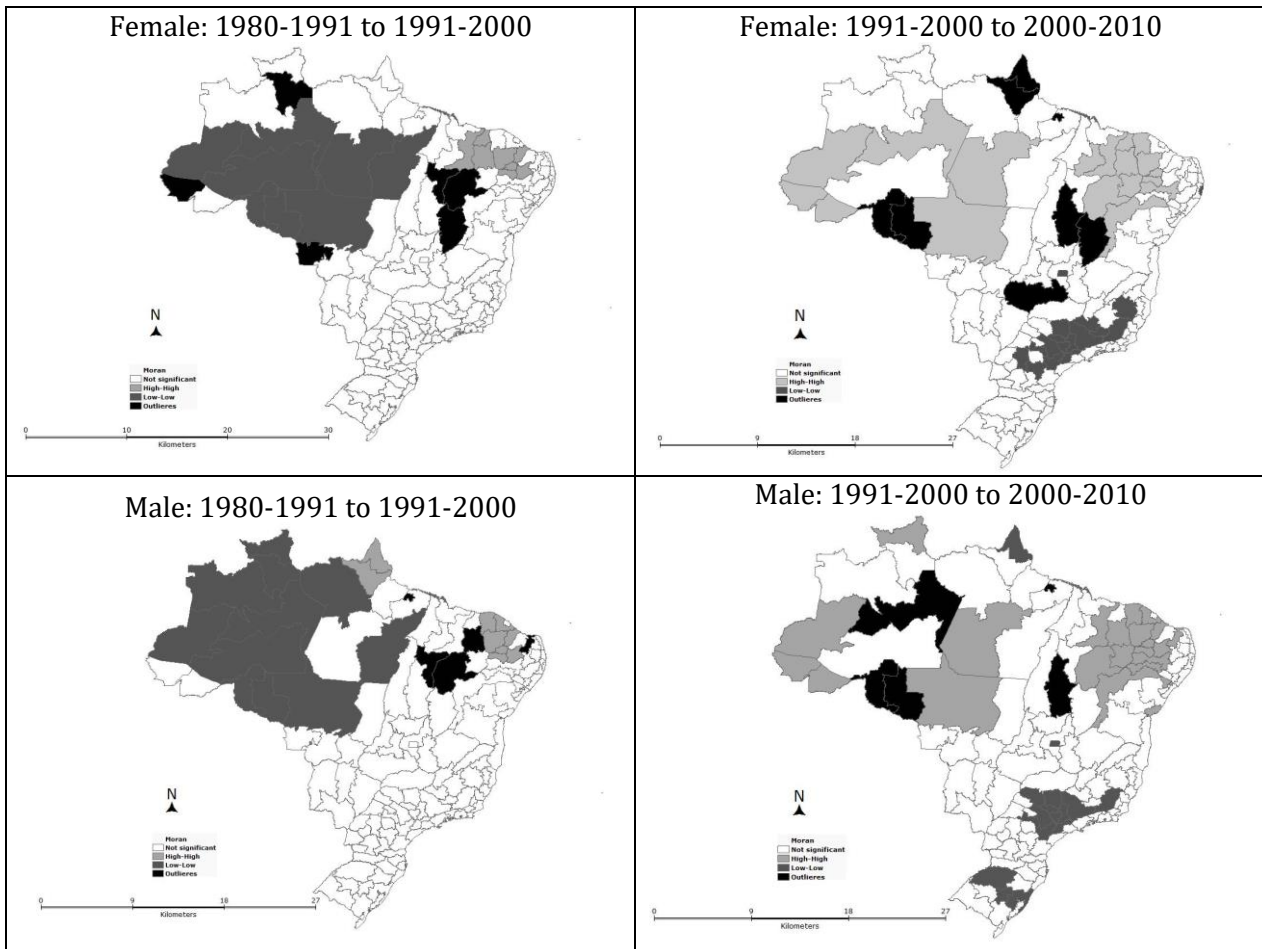 Female: 1980-1991 to 1991-2000
N
Moran
Not significant
High-High
Low-Low
Outlieres
0 10 20 30
Kilometers
Female: 1991-2000 to 2000-2010
N
Moran
Not significant
High-High
Low-Low
Outlieres
0 9 18 27
Kilometers
Male: 1980-1991 to 1991-2000
N
Moran
Not significant
High-High
Low-Low
Outlieres
0 9 18 27
Kilometers
Male: 1991-2000 to 2000-2010
N
Moran
Not significant
High-High
Low-Low
Outlieres
0 9 18 27
Kilometers